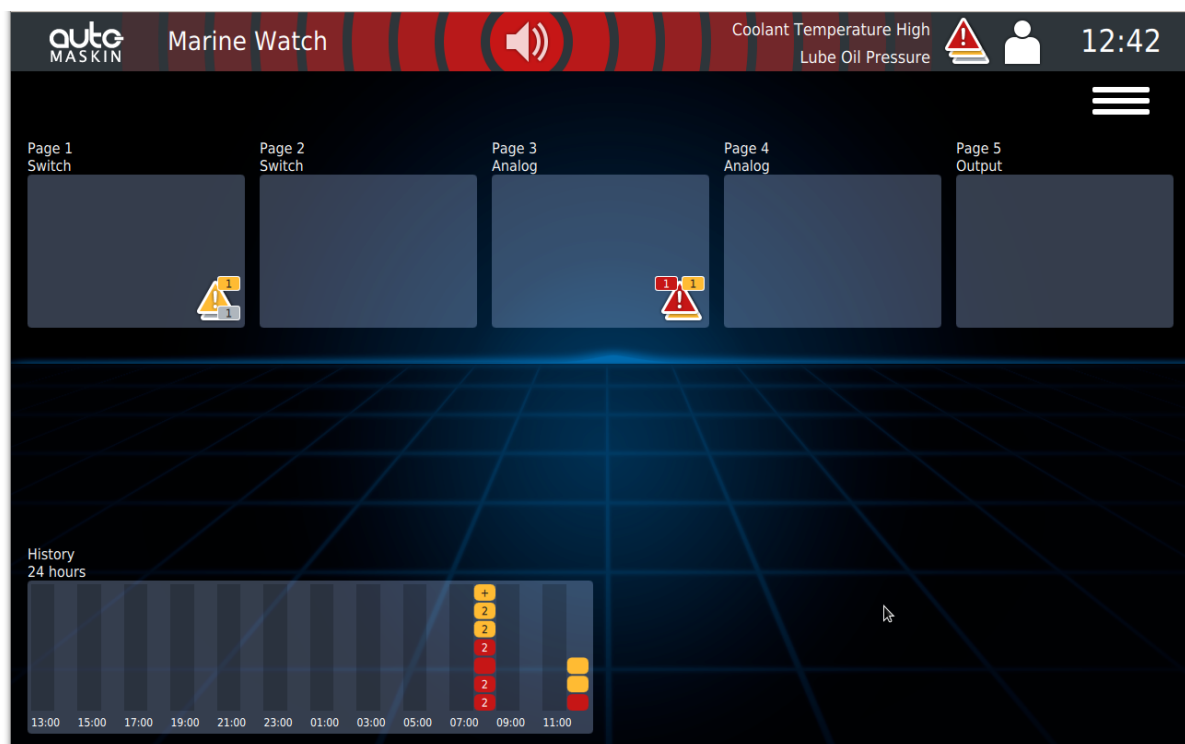 auto
MASKIN
Marine Watch
Coolant Temperature High
Lube Oil Pressure
12:42
Page 1
Switch
Page 2
Switch
Page 3
Analog
Page 4
Analog
Page 5
Output
1
1
1 1
History
24 hours
+
2
2
2
2
2
13:00 15:00 17:00 19:00 21:00 23:00 01:00 03:00 05:00 07:00 09:00 11:00